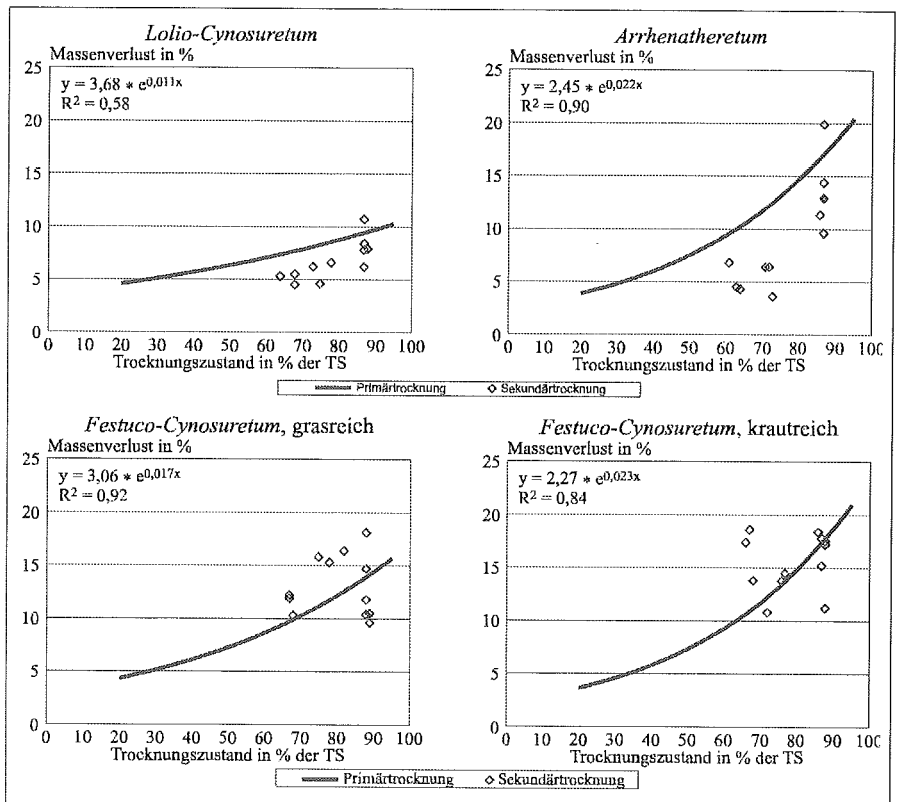 Lolio-Cynosuretum
Massenverlust in %
25
20
15
10
5
0
y = 3,68 * e^0,011x
R² = 0,58
0 10 20 30 40 50 60 70 80 90 100
Trocknungszustand in % der TS
Arrhenatheretum
Massenverlust in %
25
20
15
10
5
0
y = 2,45 * e^0,022x
R² = 0,90
0 10 20 30 40 50 60 70 80 90 10C
Trocknungszustand in % der TS
Primärtrocknung Sekundärtrocknung
Festuco-Cynosuretum, grasreich
Massenverlust in %
25
20
15
10
5
0
y = 3,06 * e^0,017x
R² = 0,92
0 10 20 30 40 50 60 70 80 90 100
Trocknungszustand in % der TS
Festuco-Cynosuretum, krautreich
Massenverlust in %
25
20
15
10
5
0
y = 2,27 * e^0,023x
R² = 0,84
0 10 20 30 40 50 60 70 80 90 100
Trocknungszustand in % der TS
Primärtrocknung Sekundärtrocknung